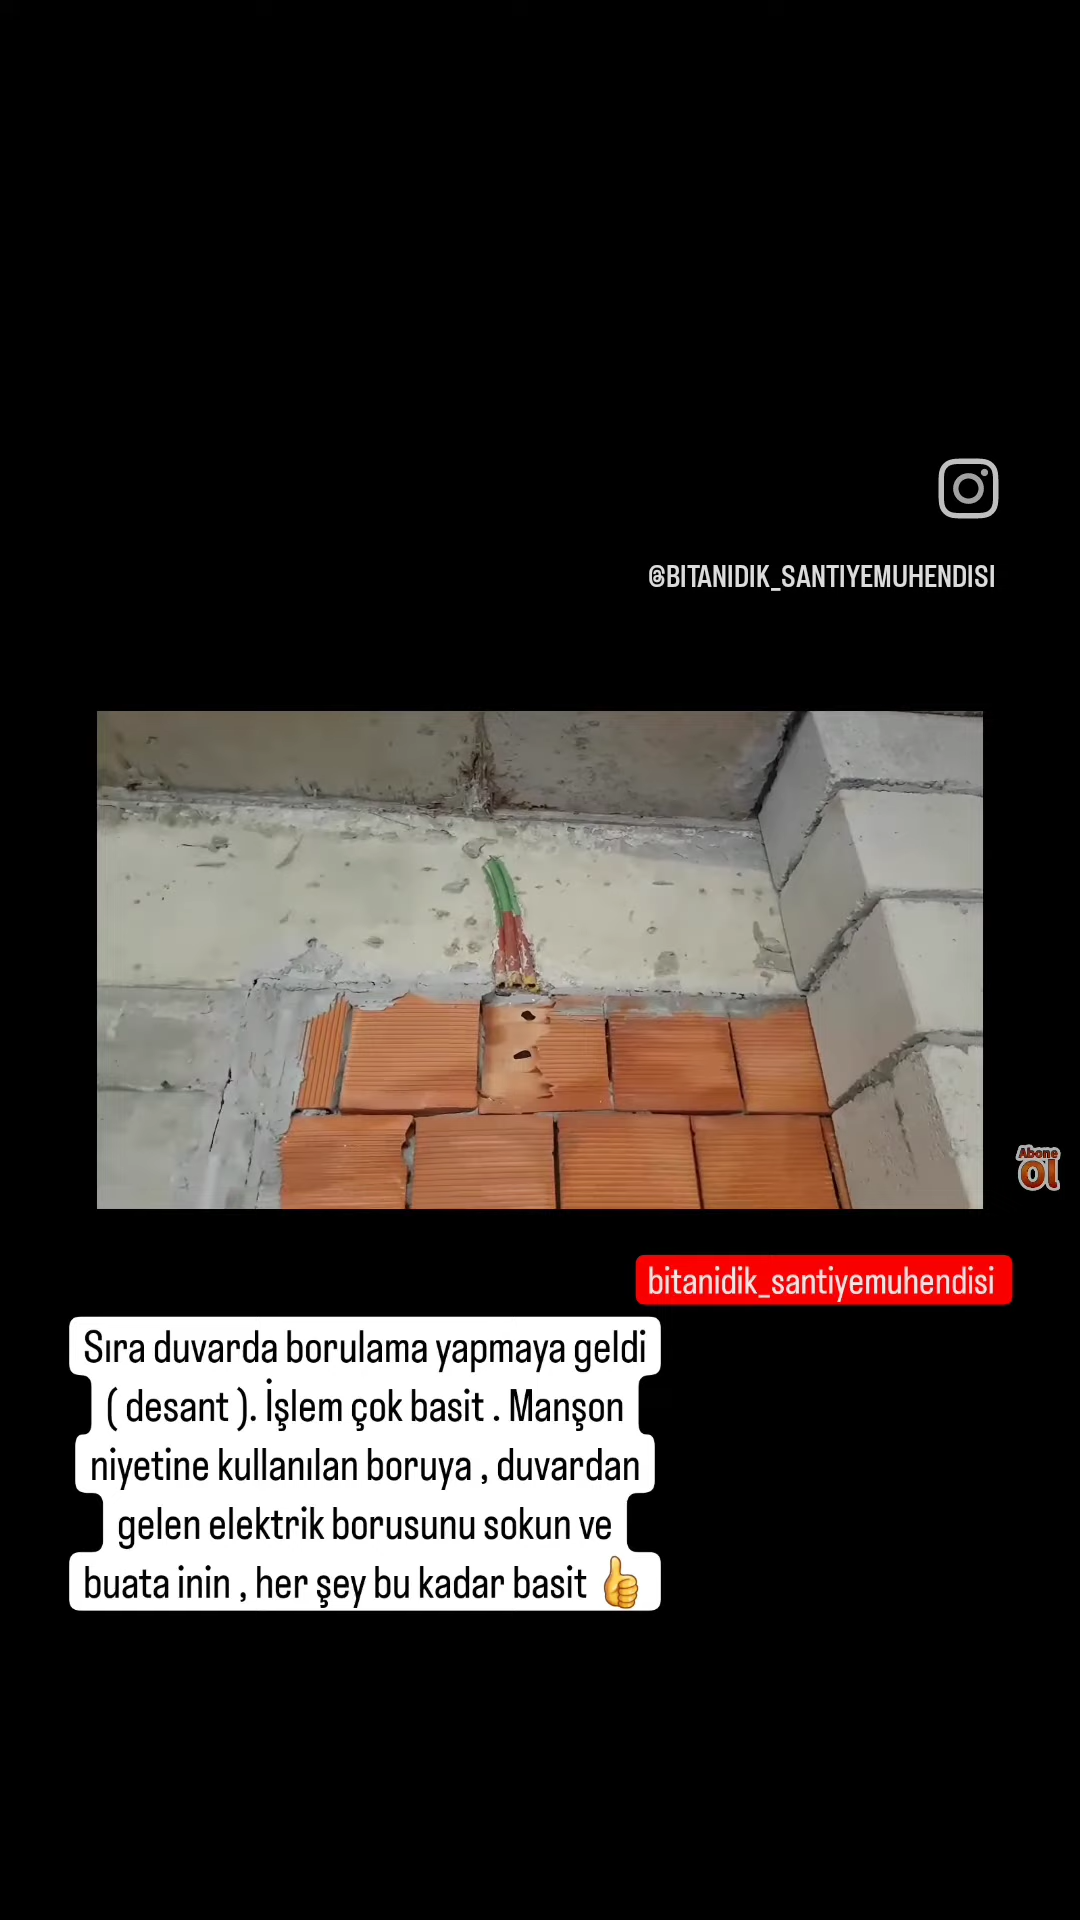 @BITANIDIK_SANTIYEMUHENDISI
Abone
Ol
bitanidik_santiyemuhendisi
Sıra duvarda borulama yapmaya geldi
( desant ). İşlem çok basit . Manşon
niyetine kullanılan boruya , duvardan
gelen elektrik borusunu sokun ve
buata inin , her şey bu kadar basit 👍